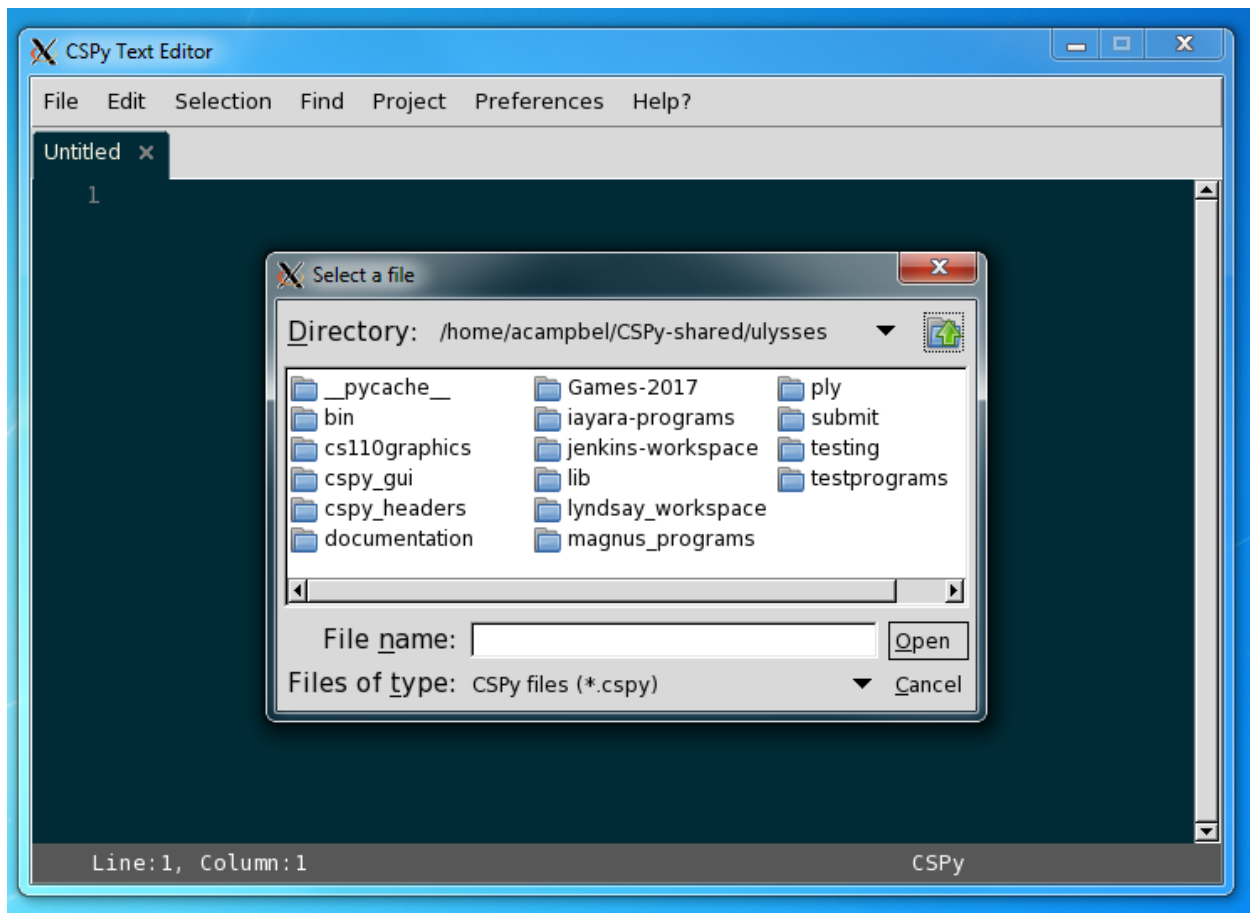 CSPy Text Editor
File Edit Selection Find Project Preferences Help?
Untitled
1
Select a file
Directory: /home/acampbel/CSPy-shared/ulysses
__pycache__ Games-2017 ply
bin iayara-programs submit
cs110graphics jenkins-workspace testing
cspy_gui lib testprograms
cspy_headers lyndsay_workspace
documentation magnus_programs
File name: Open
Files of type: CSPy files (*.cspy) Cancel
Line:1, Column:1 CSPy